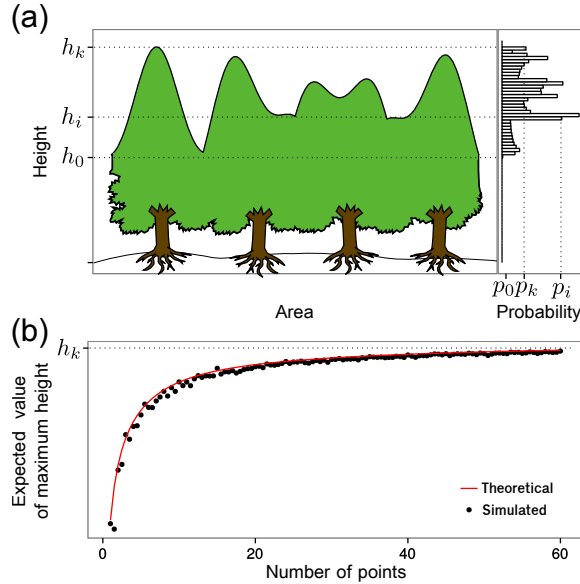 (a)
h_k
h_i
h_0
Height
Area
p_0 p_k p_i
Probability
(b)
h_k
Expected value
of maximum height
Theoretical
Simulated
0 20 40 60
Number of points